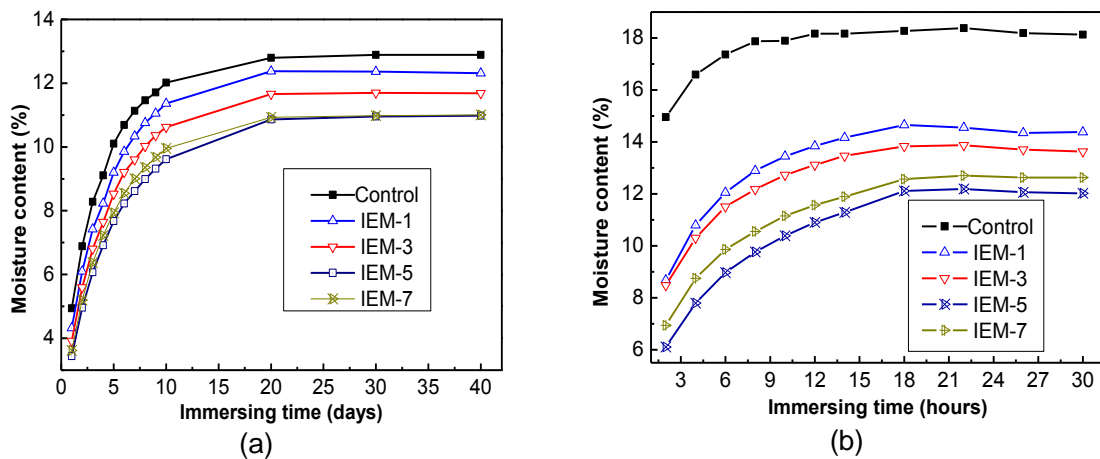 14
12
10
8
6
4
Moisture content (%)
Control
IEM-1
IEM-3
IEM-5
IEM-7
0 5 10 15 20 25 30 35 40
Immersing time (days)
(a)
18
16
14
12
10
8
6
Moisture content (%)
Control
IEM-1
IEM-3
IEM-5
IEM-7
3 6 9 12 15 18 21 24 27 30
Immersing time (hours)
(b)